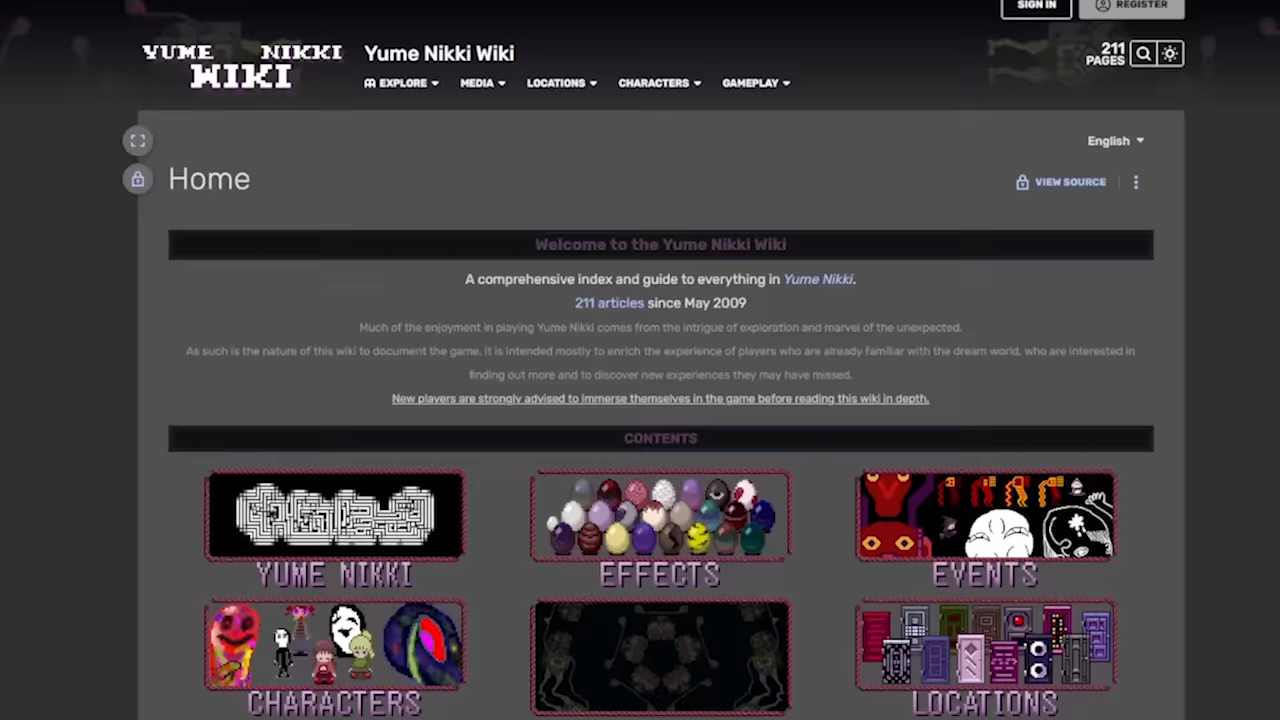 SIGN IN
REGISTER
YUME NIKKI
WIKI
Yume Nikki Wiki
EXPLORE
MEDIA
LOCATIONS
CHARACTERS
GAMEPLAY
211
PAGES
English
Home
VIEW SOURCE
Welcome to the Yume Nikki Wiki
A comprehensive index and guide to everything in Yume Nikki.
211 articles since May 2009
Much of the enjoyment in playing Yume Nikki comes from the intrigue of exploration and marvel of the unexpected.
As such is the nature of this wiki to document the game, it is intended mostly to enrich the experience of players who are already familiar with the dream world, who are interested in
finding out more and to discover new experiences they may have missed.
New players are strongly advised to immerse themselves in the game before reading this wiki in depth.
CONTENTS
YUME NIKKI
EFFECTS
EVENTS
CHARACTERS
LOCATIONS